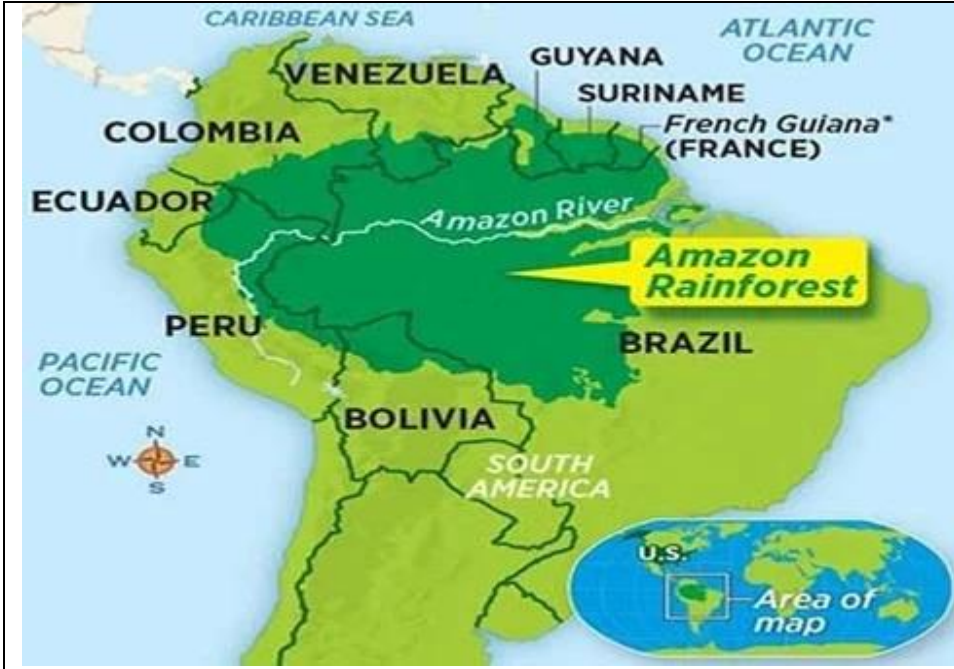 CARIBBEAN SEA
ATLANTIC
OCEAN
VENEZUELA
GUYANA
SURINAME
French Guiana*
(FRANCE)
COLOMBIA
ECUADOR
Amazon River
Amazon
Rainforest
PERU
BRAZIL
PACIFIC
OCEAN
BOLIVIA
N
W E
S
SOUTH
AMERICA
U.S.
Area of
map